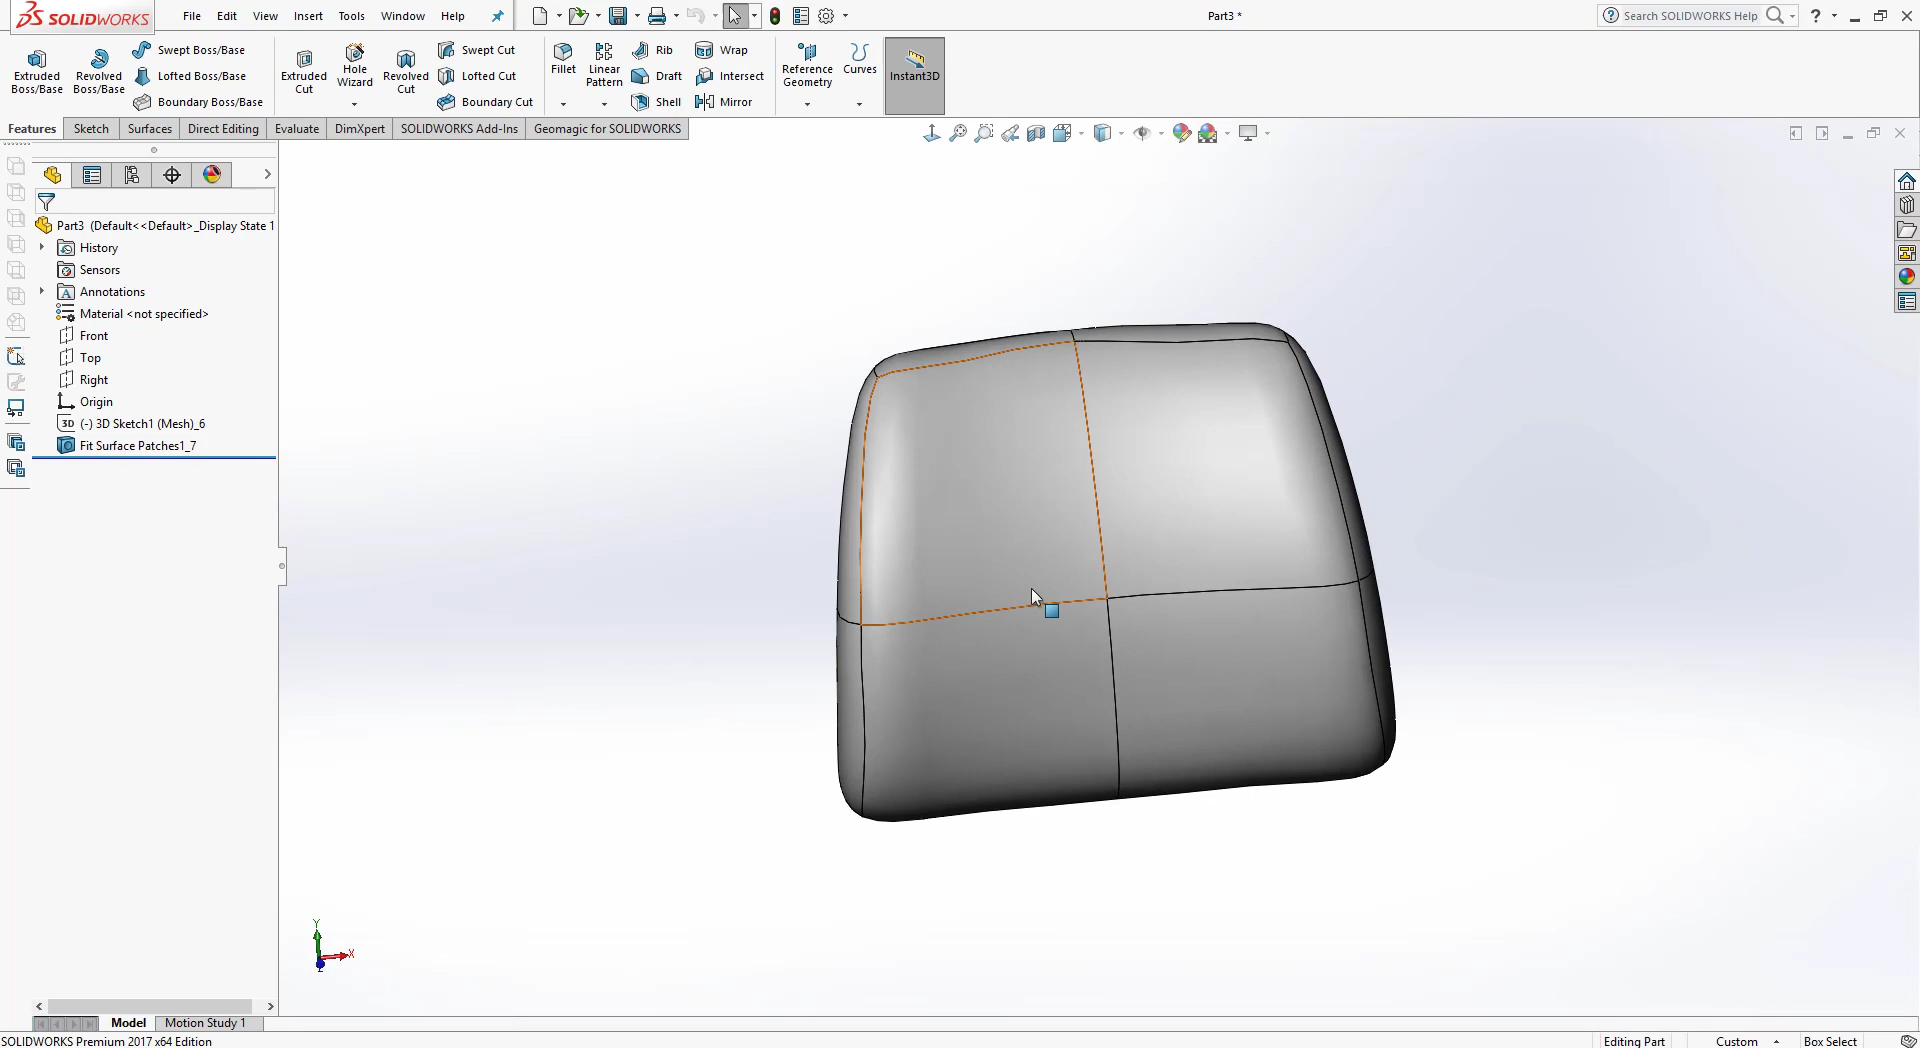 SOLIDWORKS
File Edit View Insert Tools Window Help
Part3 *
Search SOLIDWORKS Help
?
Extruded Boss/Base
Revolved Boss/Base
Swept Boss/Base
Lofted Boss/Base
Boundary Boss/Base
Extruded Cut
Hole Wizard
Revolved Cut
Swept Cut
Lofted Cut
Boundary Cut
Fillet
Linear Pattern
Rib
Draft
Shell
Wrap
Intersect
Mirror
Reference Geometry
Curves
Instant3D
Features Sketch Surfaces Direct Editing Evaluate DimXpert SOLIDWORKS Add-Ins Geomagic for SOLIDWORKS
Part3 (Default<<Default>_Display State 1
History
Sensors
Annotations
Material <not specified>
Front
Top
Right
Origin
3D (-) 3D Sketch1 (Mesh)_6
Fit Surface Patches1_7
Y
X
Z
Model Motion Study 1
SOLIDWORKS Premium 2017 x64 Edition
Editing Part Custom Box Select